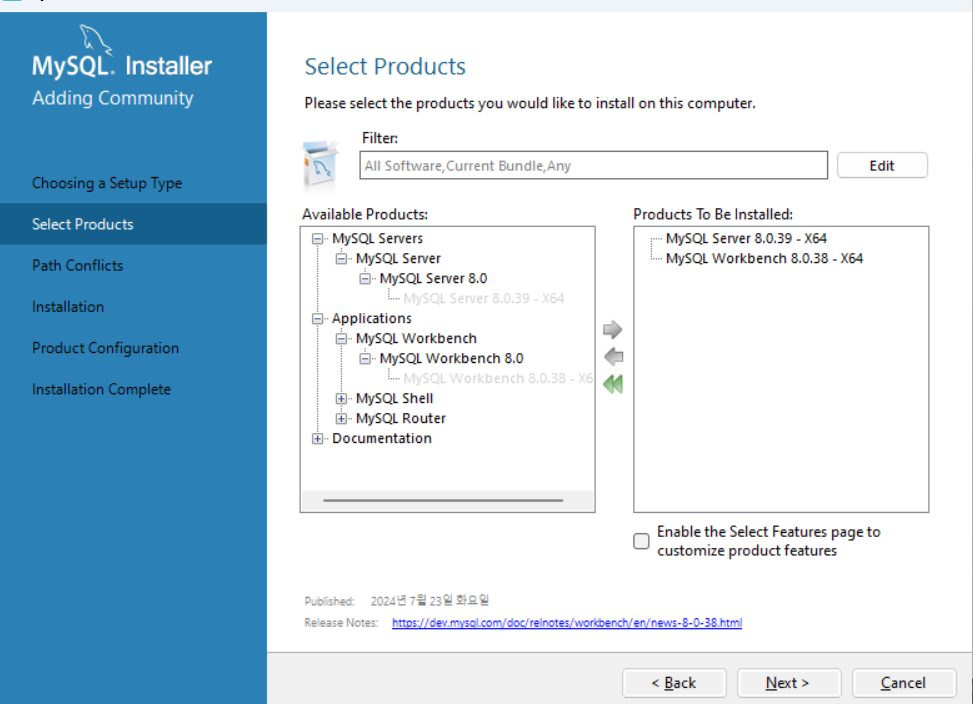 MySQL. Installer
Adding Community
Choosing a Setup Type
Select Products
Path Conflicts
Installation
Product Configuration
Installation Complete
Select Products
Please select the products you would like to install on this computer.
Filter:
All Software,Current Bundle,Any
Edit
Available Products:
MySQL Servers
MySQL Server
MySQL Server 8.0
MySQL Server 8.0.39 - X64
Applications
MySQL Workbench
MySQL Workbench 8.0
MySQL Workbench 8.0.38 - X6
MySQL Shell
MySQL Router
Documentation
Products To Be Installed:
MySQL Server 8.0.39 - X64
MySQL Workbench 8.0.38 - X64
Enable the Select Features page to
customize product features
Published: 2024년 7월 23일 화요일
Release Notes: https://dev.mysql.com/doc/relnotes/workbench/en/news-8-0-38.html
< Back
Next >
Cancel